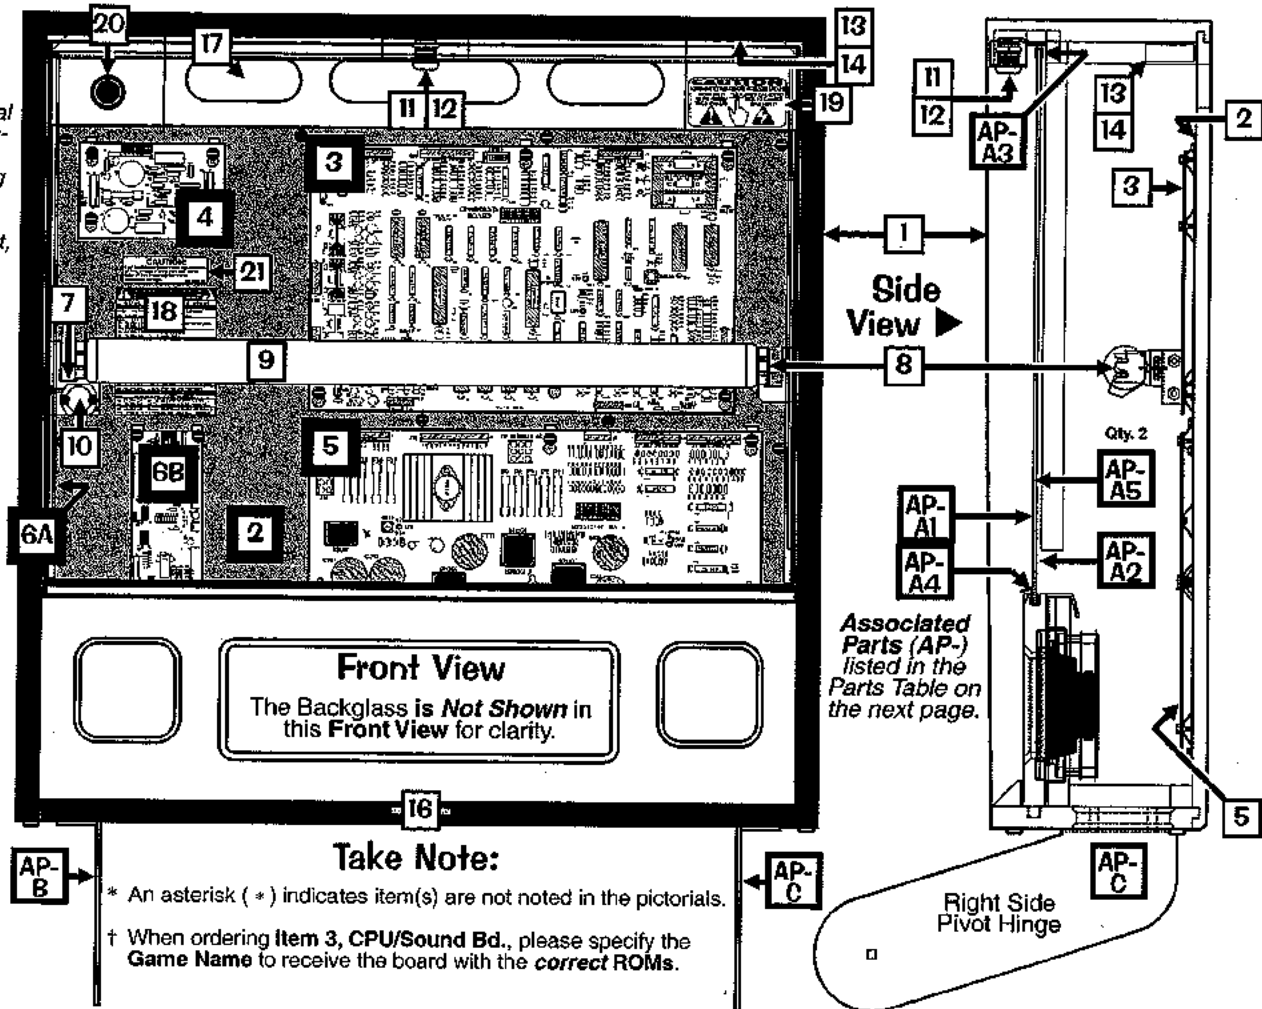 20
17
13
14
11
12
19
al
g
t,
3
4
CAUTION
21
7
18
9
10
5
6B
6A
2
11
12
AP-A3
13
14
2
3
1
Side
View ▶
8
Qty. 2
AP-A5
AP-A1
AP-A4
AP-A2
Associated
Parts (AP-)
listed in the
Parts Table on
the next page.
5
Front View
The Backglass is Not Shown in
this Front View for clarity.
16
AP-B
AP-C
AP-C
Right Side
Pivot Hinge
Take Note:
* An asterisk ( * ) indicates item(s) are not noted in the pictorials.
† When ordering Item 3, CPU/Sound Bd., please specify the
Game Name to receive the board with the correct ROMs.